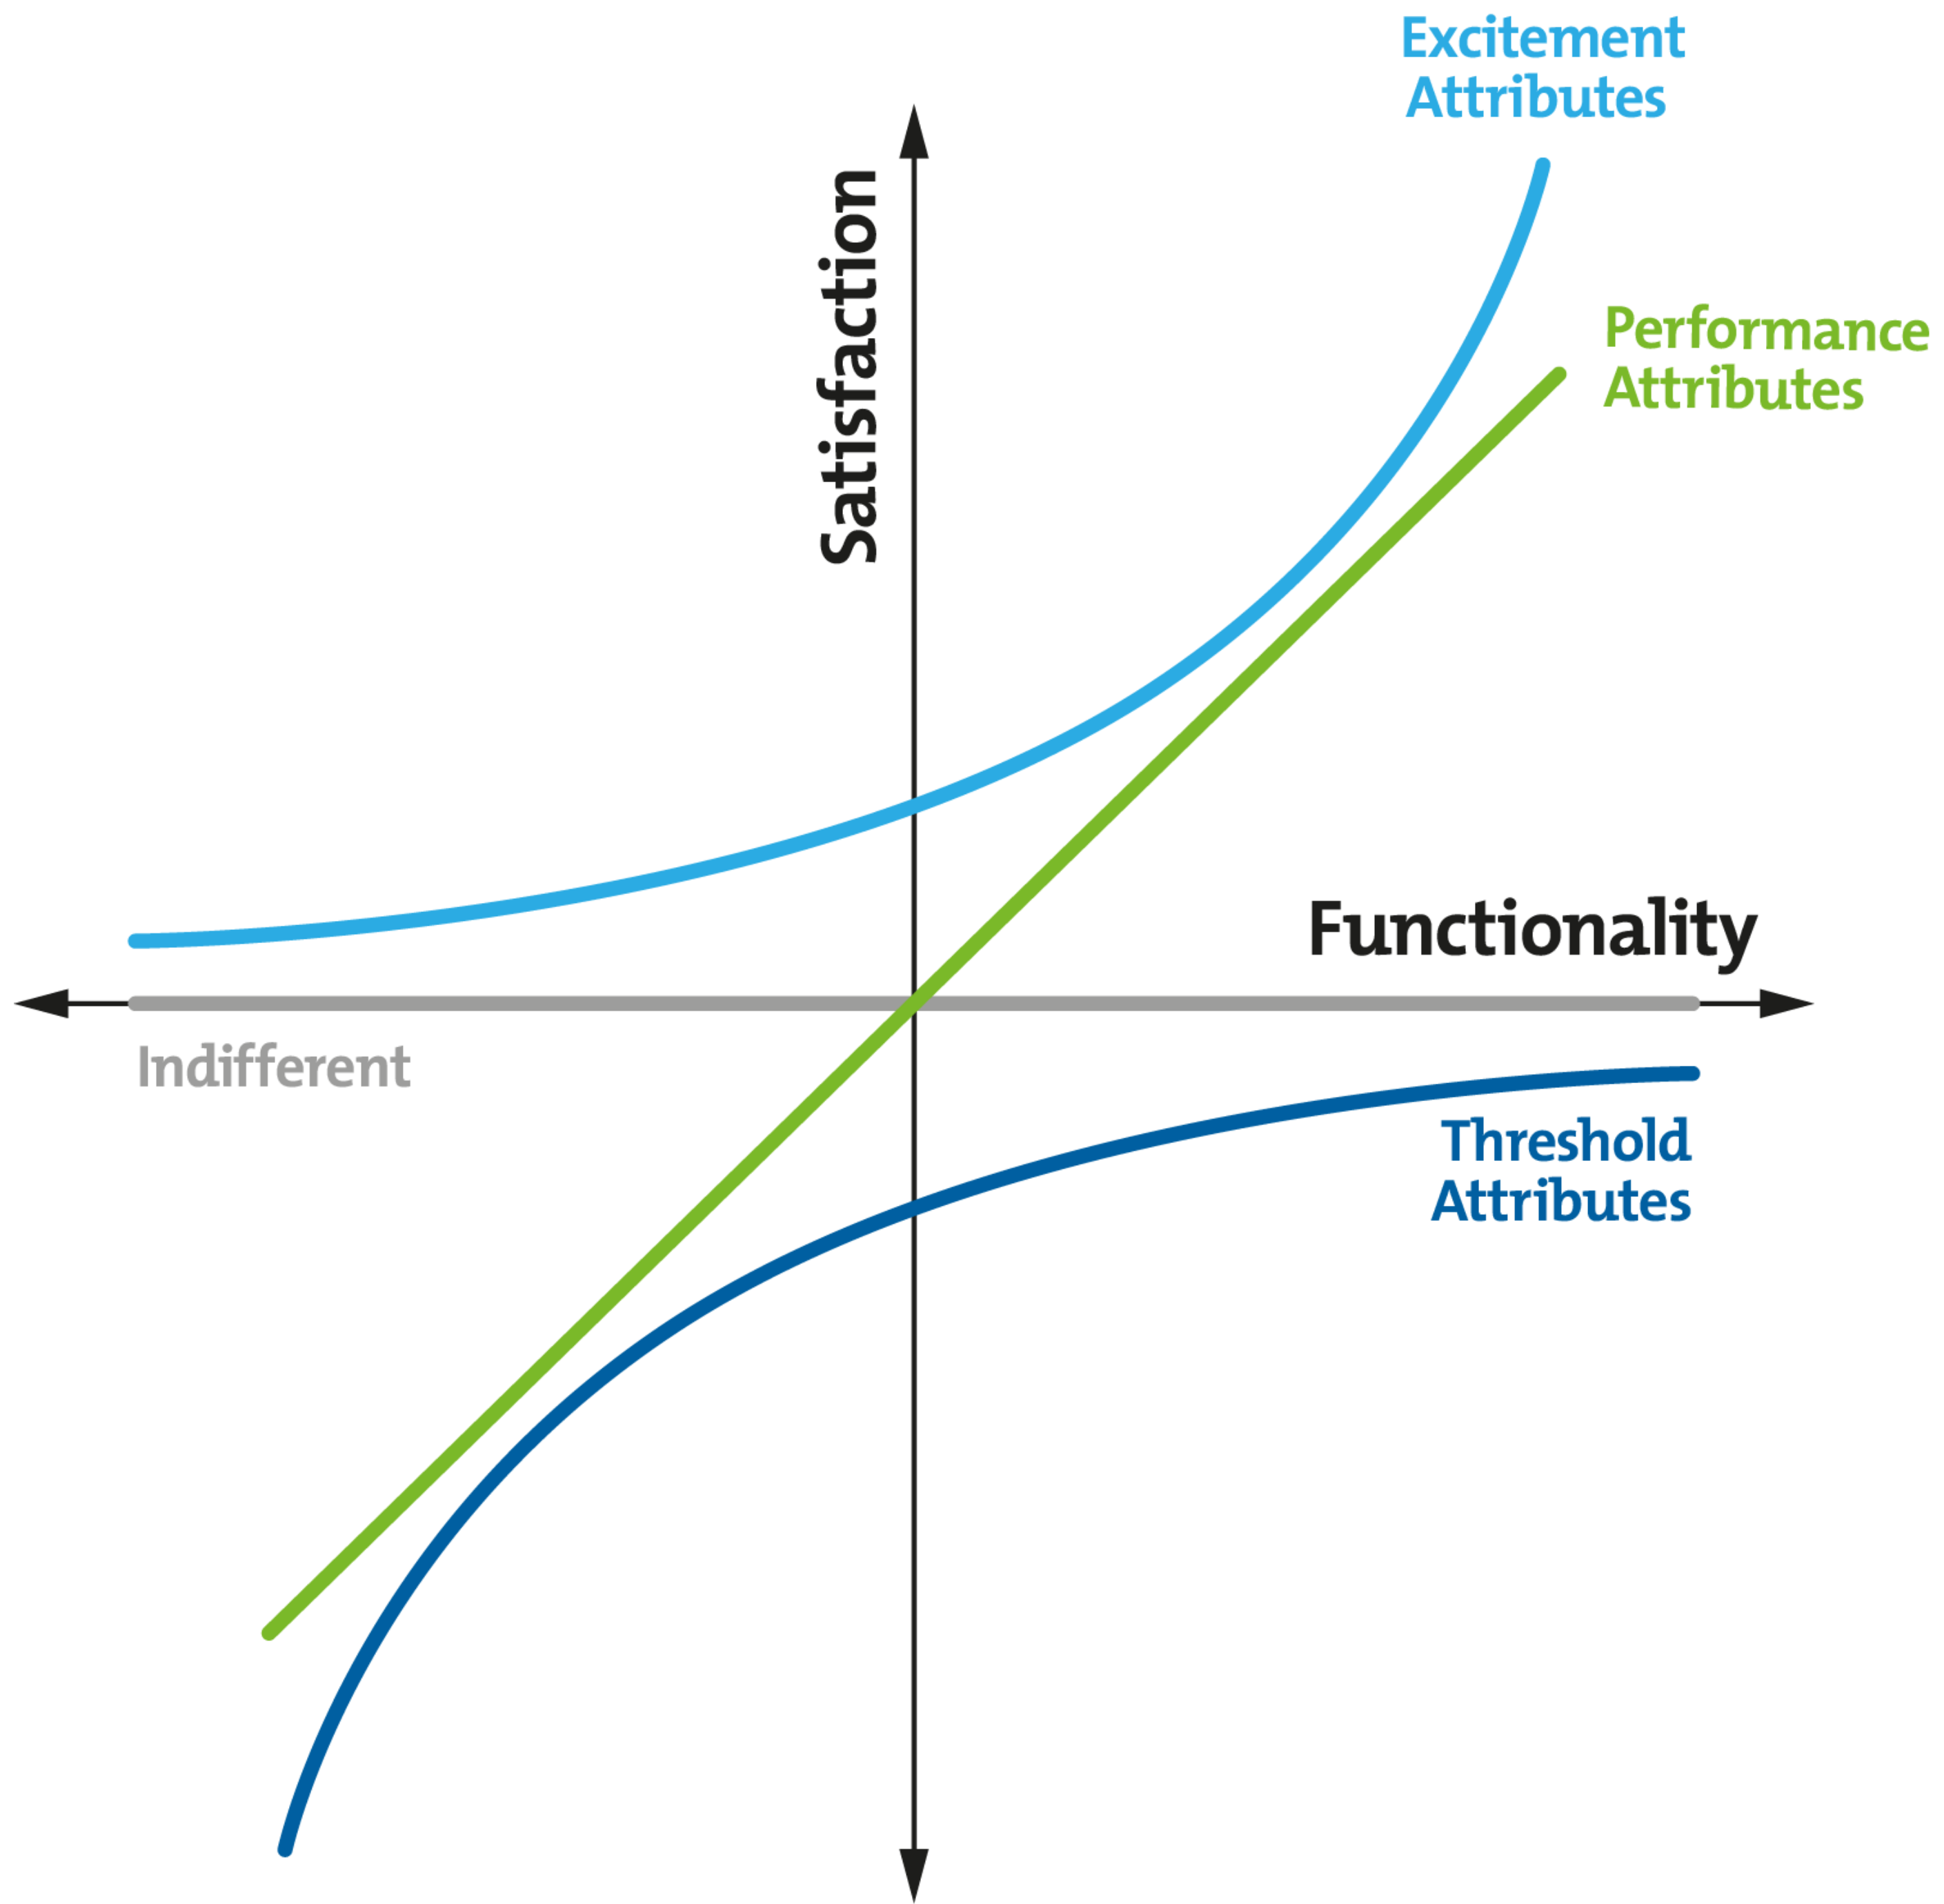 Excitement
Attributes
Satisfaction
Performance
Attributes
Functionality
Indifferent
Threshold
Attributes